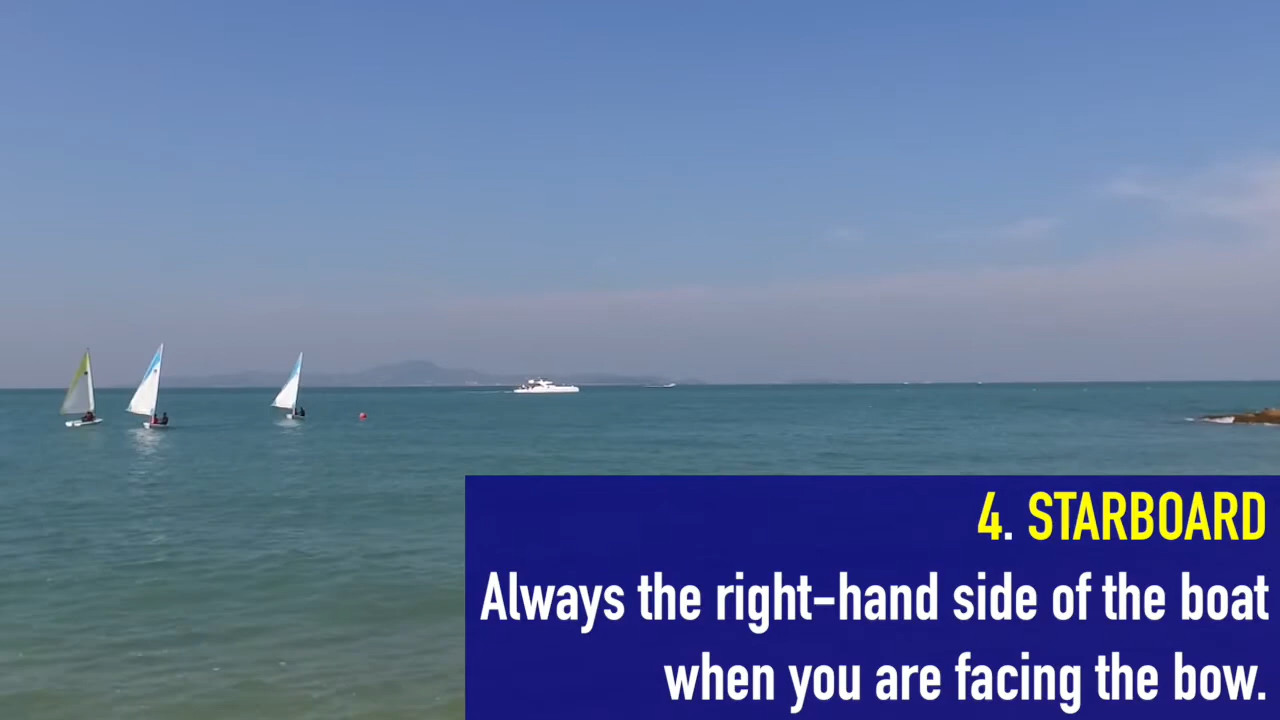 4. STARBOARD
Always the right-hand side of the boat
when you are facing the bow.